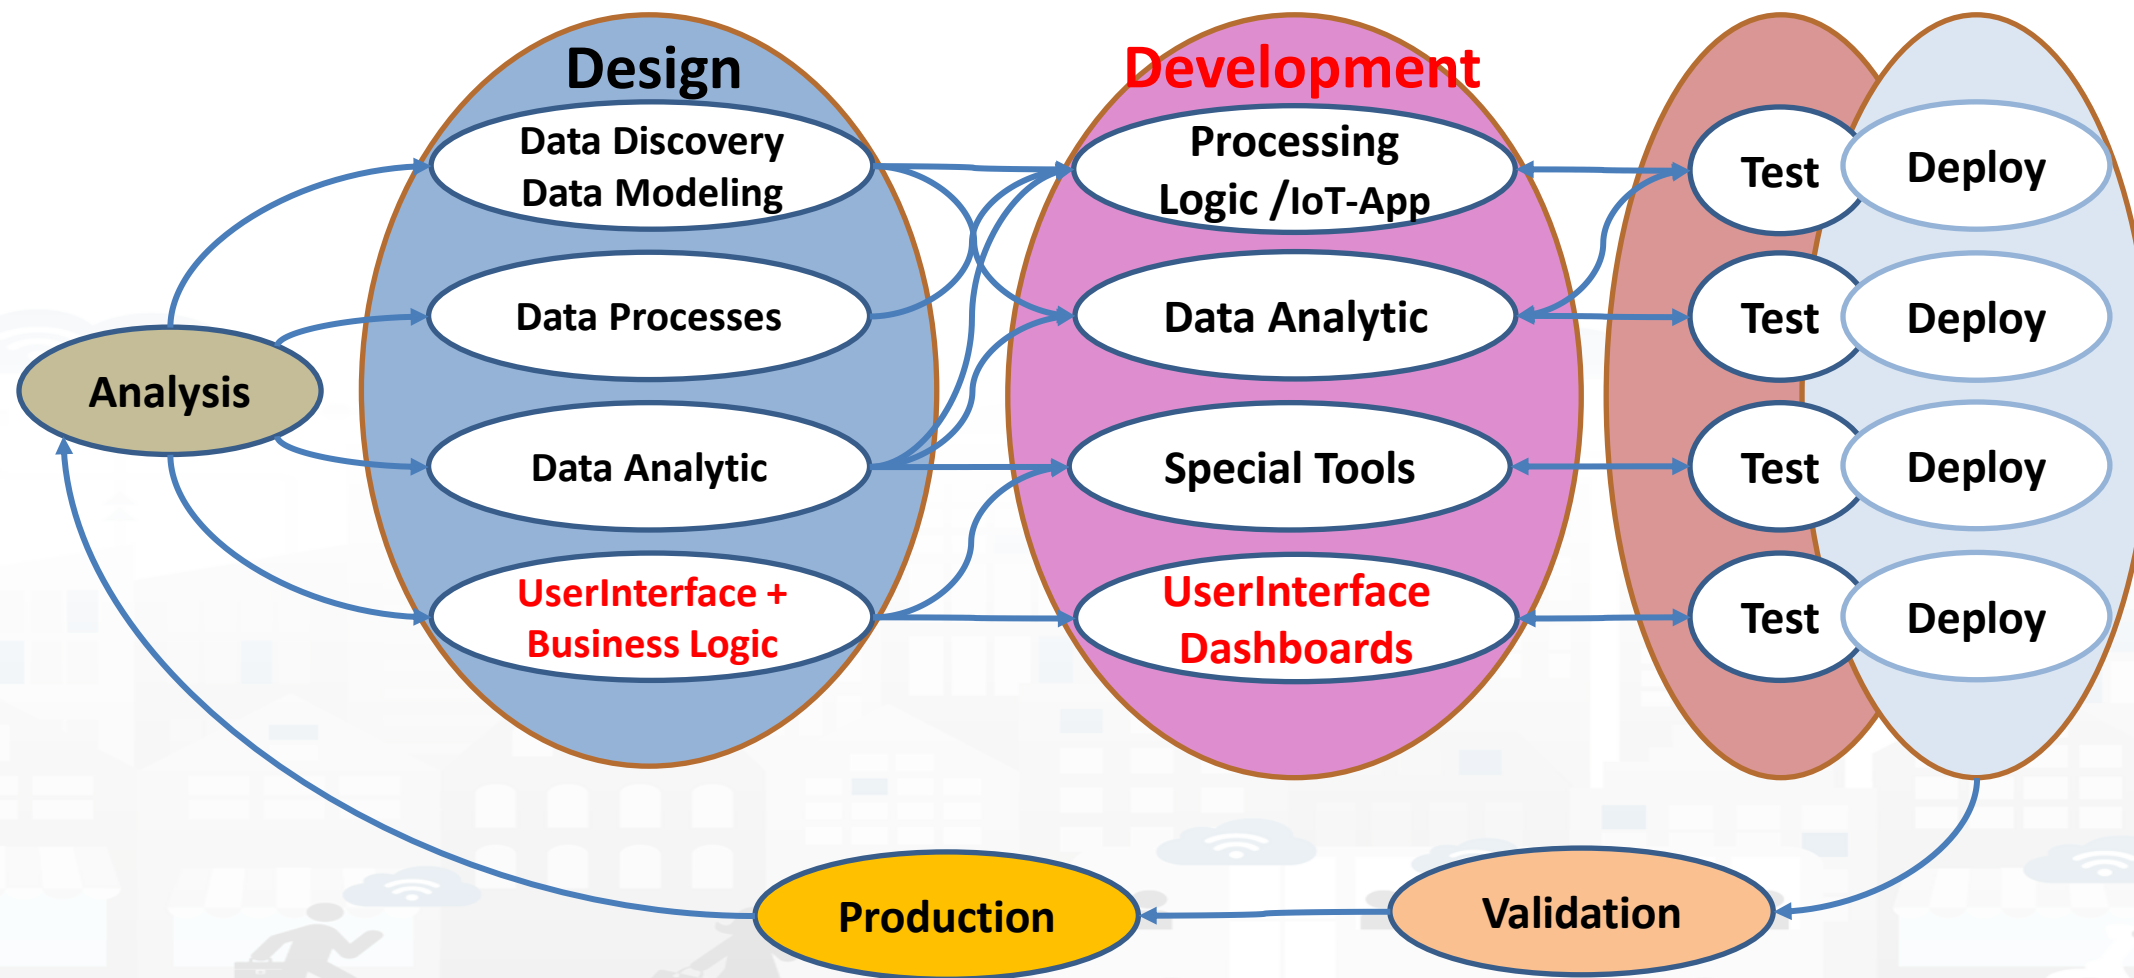 Design
Development
Data Discovery
Data Modeling
Processing
Logic /IoT-App
Test
Deploy
Data Processes
Data Analytic
Test
Deploy
Analysis
Data Analytic
Special Tools
Test
Deploy
UserInterface +
Business Logic
UserInterface
Dashboards
Test
Deploy
Production
Validation